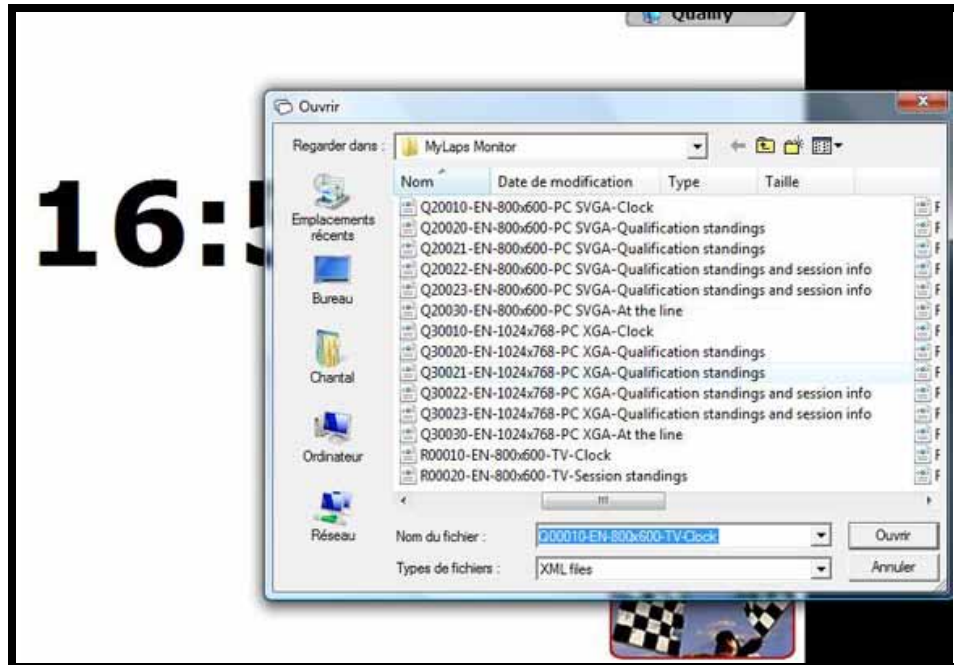 Qualify
Ouvrir
Regarder dans :
MyLaps Monitor
Nom Date de modification Type Taille
16:5
Emplacements
récents
Bureau
Chantal
Ordinateur
Réseau
Q20010-EN-800x600-PC SVGA-Clock
Q20020-EN-800x600-PC SVGA-Qualification standings
Q20021-EN-800x600-PC SVGA-Qualification standings
Q20022-EN-800x600-PC SVGA-Qualification standings and session info
Q20023-EN-800x600-PC SVGA-Qualification standings and session info
Q20030-EN-800x600-PC SVGA-At the line
Q30010-EN-1024x768-PC XGA-Clock
Q30020-EN-1024x768-PC XGA-Qualification standings
Q30021-EN-1024x768-PC XGA-Qualification standings
Q30022-EN-1024x768-PC XGA-Qualification standings and session info
Q30023-EN-1024x768-PC XGA-Qualification standings and session info
Q30030-EN-1024x768-PC XGA-At the line
R00010-EN-800x600-TV-Clock
R00020-EN-800x600-TV-Session standings
Nom du fichier :
Q00010-EN-800x600-TV-Clock
Ouvrir
Types de fichiers :
XML files
Annuler